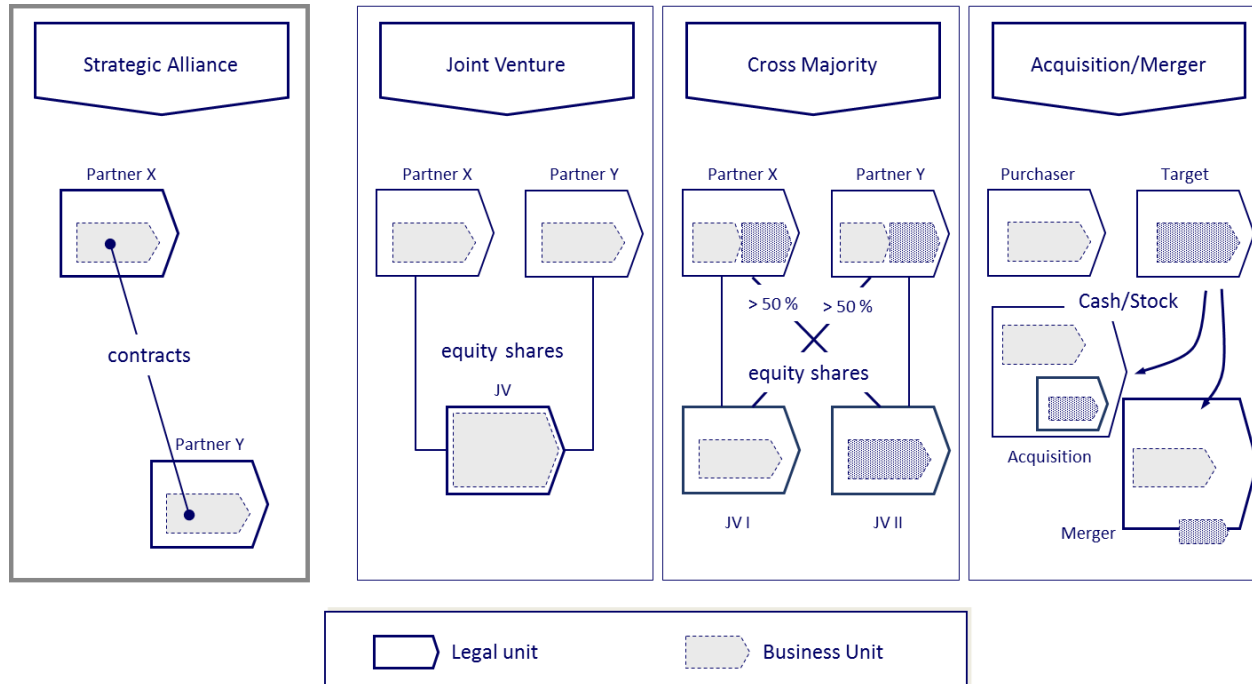 Strategic Alliance
Partner X
contracts
Partner Y
Joint Venture
Partner X
Partner Y
equity shares
JV
Cross Majority
Partner X
Partner Y
> 50 %
> 50 %
equity shares
JV I
JV II
Acquisition/Merger
Purchaser
Target
Cash/Stock
Acquisition
Merger
Legal unit
Business Unit